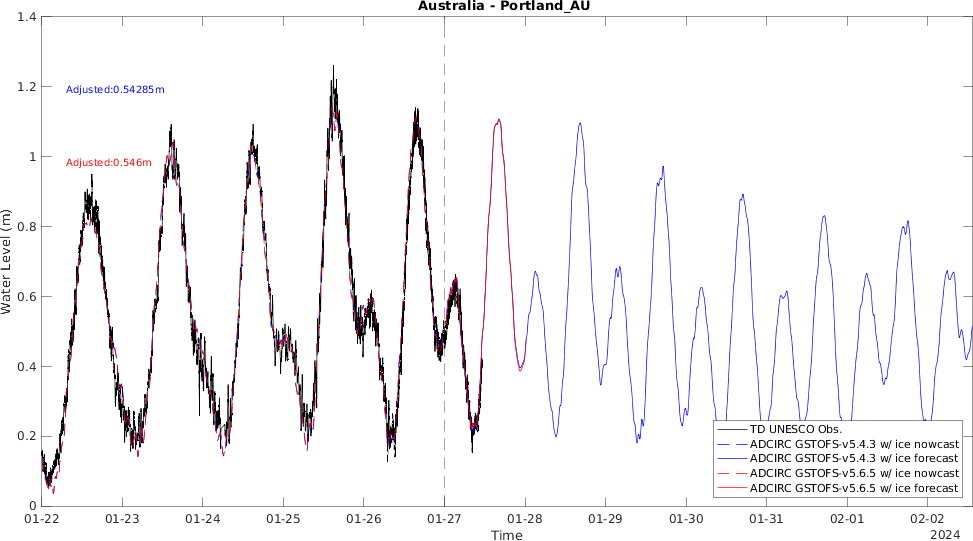 Australia - Portland_AU
Water Level (m)
1.4
1.2
1
0.8
0.6
0.4
0.2
0
Adjusted:0.54285m
Adjusted:0.546m
TD UNESCO Obs.
ADCIRC GSTOFS-v5.4.3 w/ ice nowcast
ADCIRC GSTOFS-v5.4.3 w/ ice forecast
ADCIRC GSTOFS-v5.6.5 w/ ice nowcast
ADCIRC GSTOFS-v5.6.5 w/ ice forecast
01-22 01-23 01-24 01-25 01-26 01-27 01-28 01-29 01-30 01-31 02-01 02-02
Time
2024